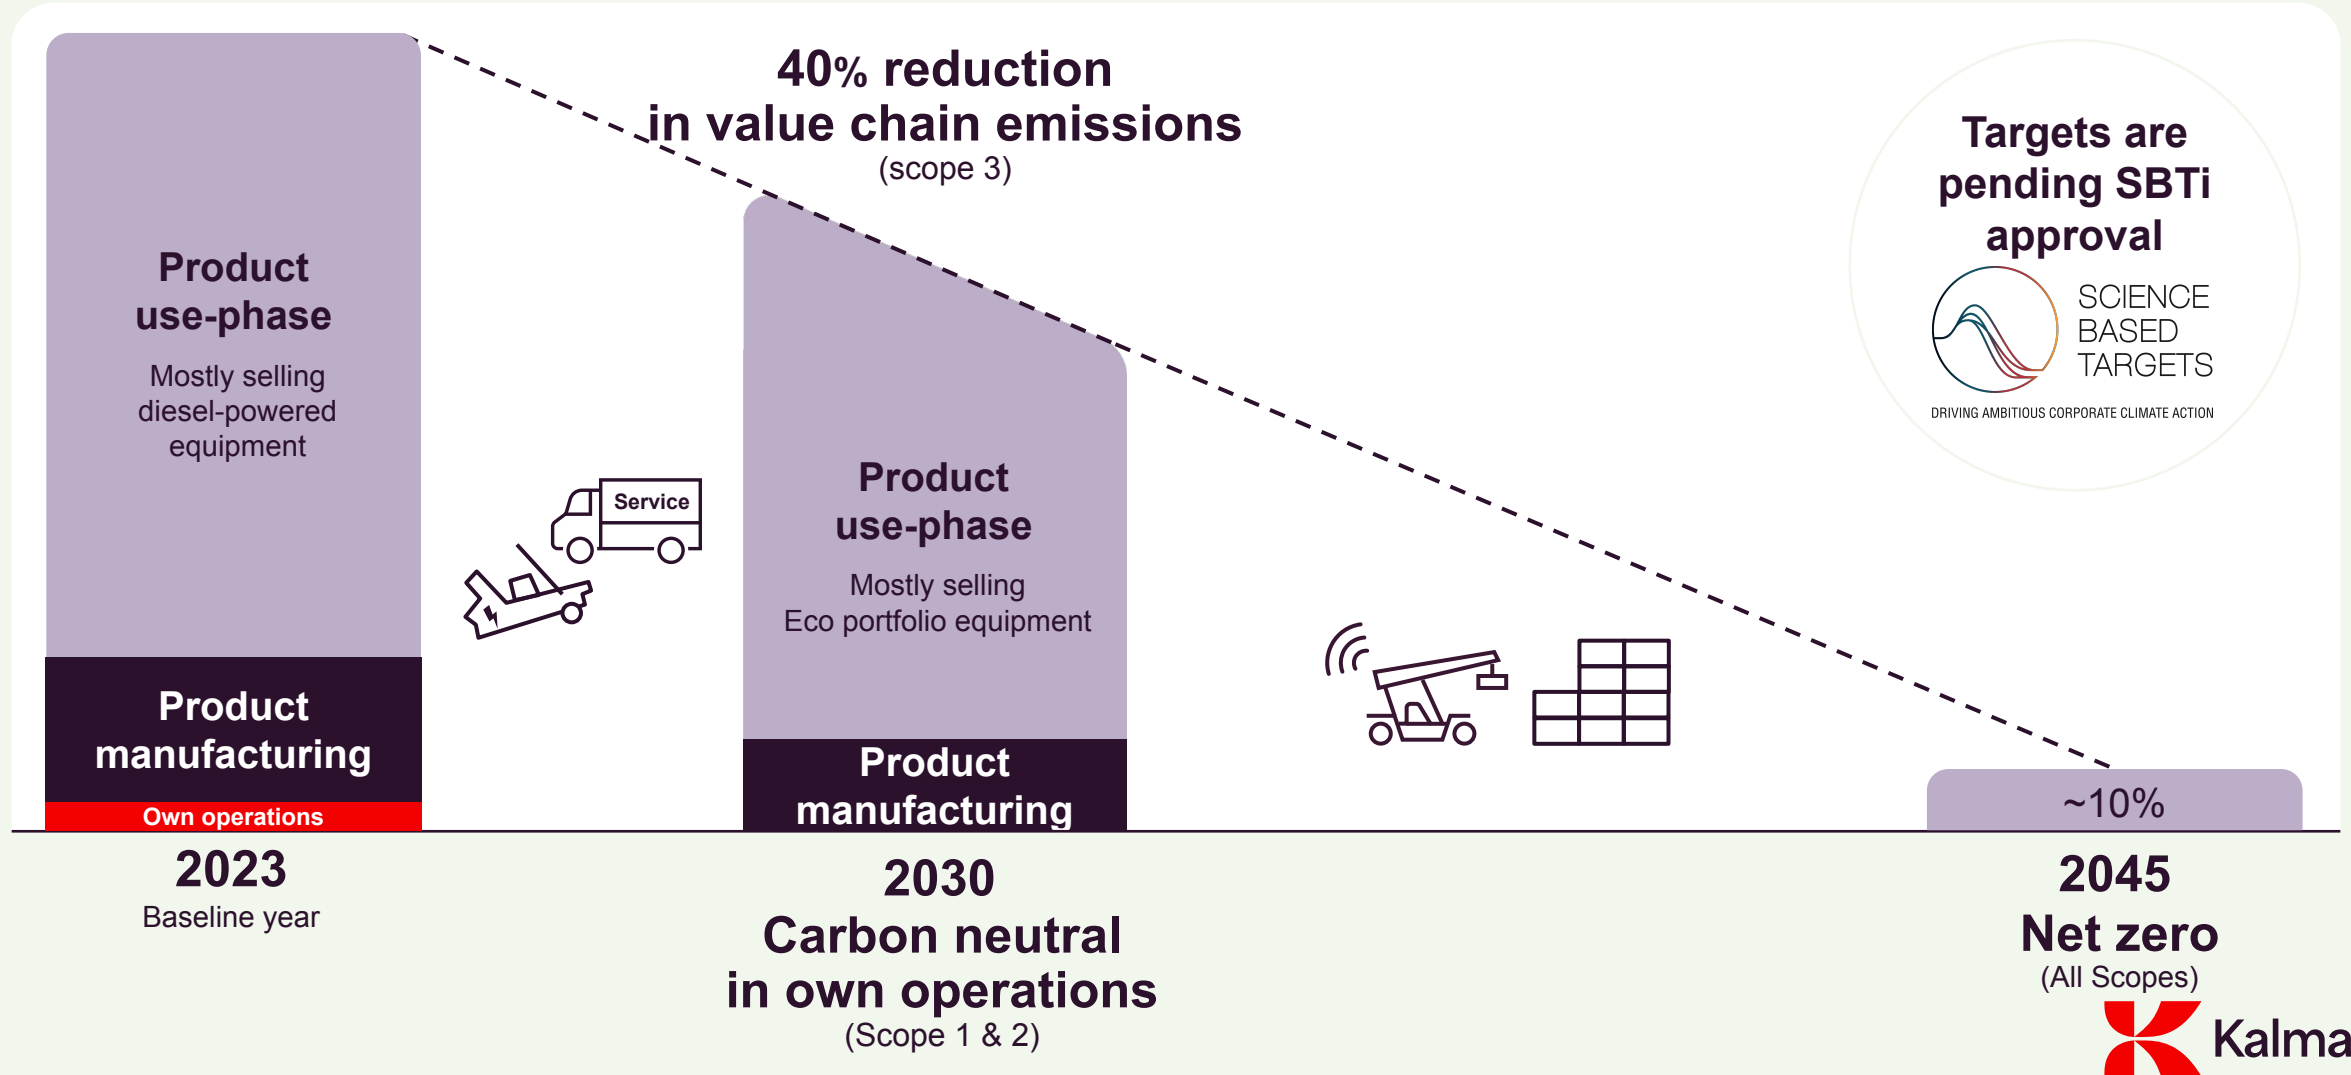 40% reduction
in value chain emissions
(scope 3)
Targets are
pending SBTi
approval
SCIENCE
BASED
TARGETS
DRIVING AMBITIOUS CORPORATE CLIMATE ACTION
Product
use-phase
Mostly selling
diesel-powered
equipment
Product
manufacturing
Own operations
Service
Product
use-phase
Mostly selling
Eco portfolio equipment
Product
manufacturing
~10%
2023
Baseline year
2030
Carbon neutral
in own operations
(Scope 1 & 2)
2045
Net zero
(All Scopes)
Kalma